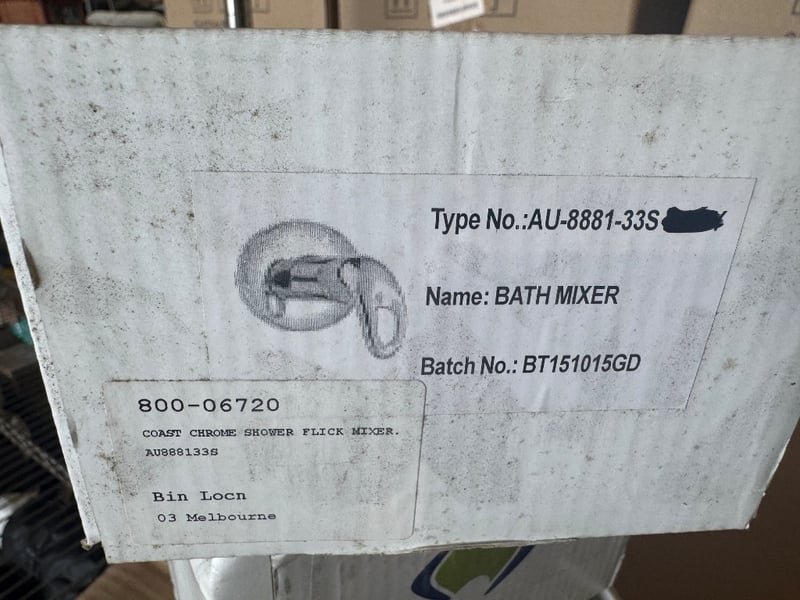 Type No.:AU-8881-33S
Name: BATH MIXER
Batch No.: BT151015GD
800-06720
COAST CHROME SHOWER FLICK MIXER.
AU888133S
Bin Locn
03 Melbourne